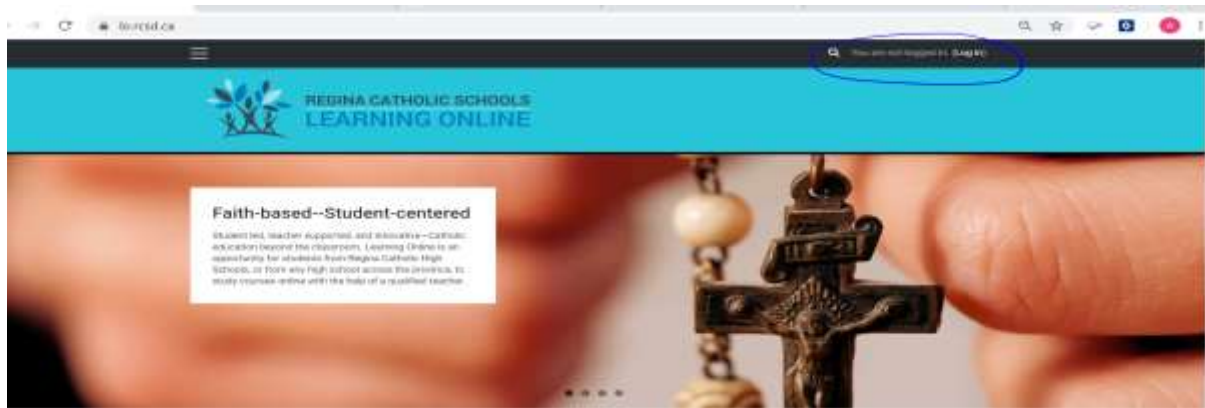 lo.rcsd.ca
You are not logged in. (Log in)
REGINA CATHOLIC SCHOOLS
LEARNING ONLINE
Faith-based--Student-centered
Student led, teacher supported, and innovative--Catholic
education beyond the classroom. Learning Online is an
opportunity for students from Regina Catholic High
Schools, or from any high school across the province, to
study courses online with the help of a qualified teacher.